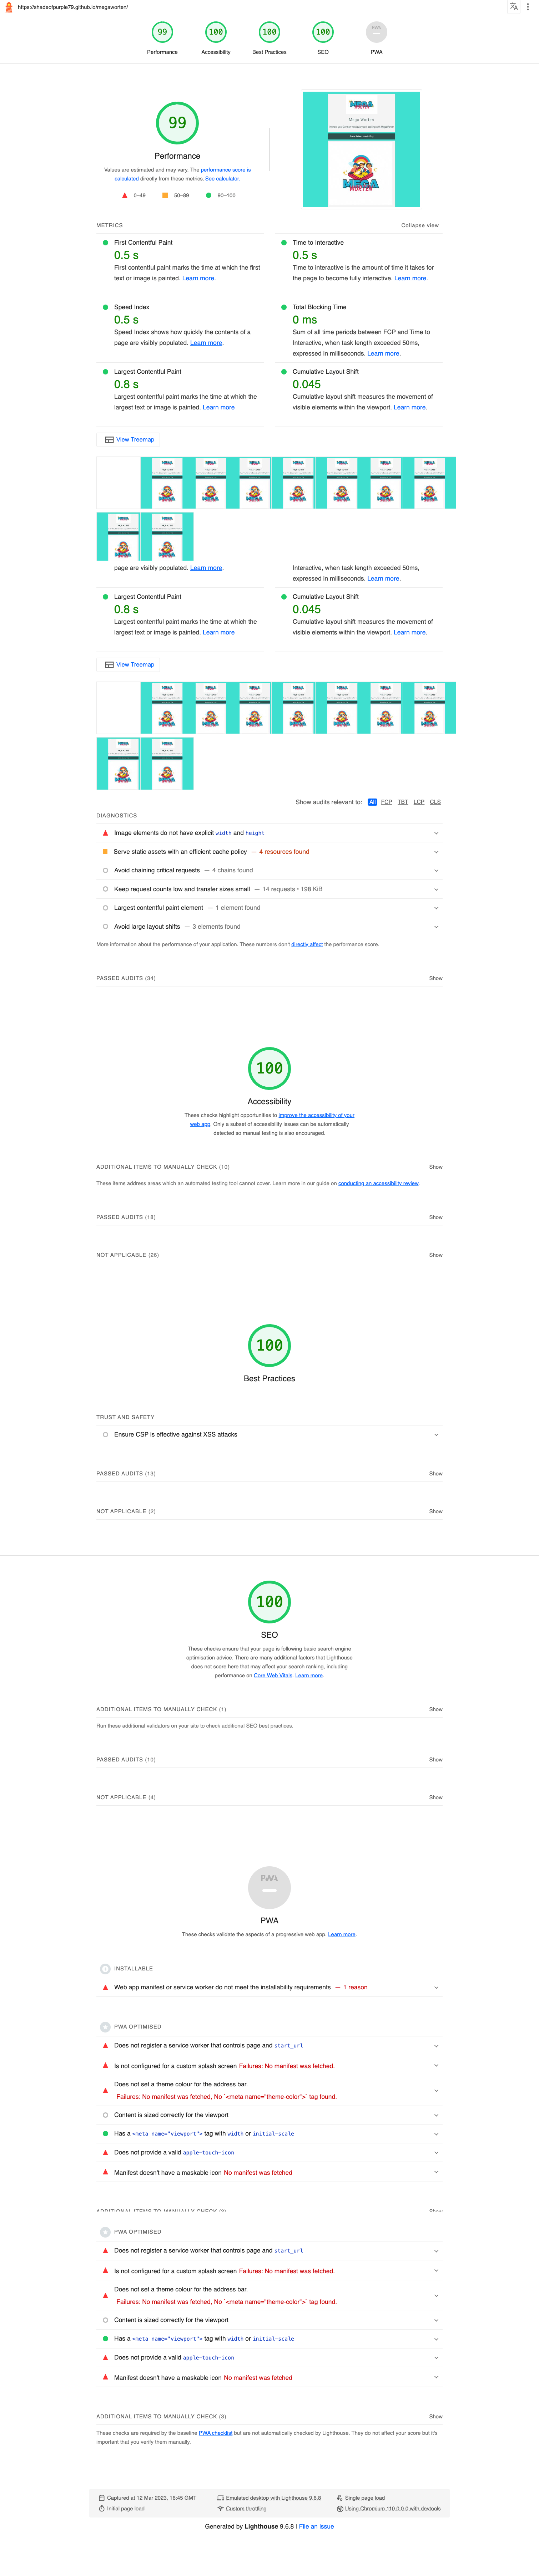 https://shadeofpurple79.github.io/megaworten/
99
100
100
100
PWA
Performance
Accessibility
Best Practices
SEO
PWA
99
Performance
Values are estimated and may vary. The performance score is
calculated directly from these metrics. See calculator.
0–49
50–89
90–100
MEGA
WORTEN
Mega Worten
MEGA
WORTEN
METRICS
Collapse view
First Contentful Paint
0.5 s
First contentful paint marks the time at which the first
text or image is painted. Learn more.
Time to Interactive
0.5 s
Time to interactive is the amount of time it takes for
the page to become fully interactive. Learn more.
Speed Index
0.5 s
Speed Index shows how quickly the contents of a
page are visibly populated. Learn more.
Total Blocking Time
0 ms
Sum of all time periods between FCP and Time to
Interactive, when task length exceeded 50ms,
expressed in milliseconds. Learn more.
Largest Contentful Paint
0.8 s
Largest contentful paint marks the time at which the
largest text or image is painted. Learn more
Cumulative Layout Shift
0.045
Cumulative layout shift measures the movement of
visible elements within the viewport. Learn more.
View Treemap
page are visibly populated. Learn more.
Interactive, when task length exceeded 50ms,
expressed in milliseconds. Learn more.
Largest Contentful Paint
0.8 s
Largest contentful paint marks the time at which the
largest text or image is painted. Learn more
Cumulative Layout Shift
0.045
Cumulative layout shift measures the movement of
visible elements within the viewport. Learn more.
View Treemap
Show audits relevant to: All FCP TBT LCP CLS
DIAGNOSTICS
Image elements do not have explicit width and height
Serve static assets with an efficient cache policy — 4 resources found
Avoid chaining critical requests — 4 chains found
Keep request counts low and transfer sizes small — 14 requests • 198 KiB
Largest contentful paint element — 1 element found
Avoid large layout shifts — 3 elements found
More information about the performance of your application. These numbers don't directly affect the performance score.
PASSED AUDITS (34)
Show
100
Accessibility
These checks highlight opportunities to improve the accessibility of your
web app. Only a subset of accessibility issues can be automatically
detected so manual testing is also encouraged.
ADDITIONAL ITEMS TO MANUALLY CHECK (10)
Show
These items address areas which an automated testing tool cannot cover. Learn more in our guide on conducting an accessibility review.
PASSED AUDITS (18)
Show
NOT APPLICABLE (26)
Show
100
Best Practices
TRUST AND SAFETY
Ensure CSP is effective against XSS attacks
PASSED AUDITS (13)
Show
NOT APPLICABLE (2)
Show
100
SEO
These checks ensure that your page is following basic search engine
optimisation advice. There are many additional factors that Lighthouse
does not score here that may affect your search ranking, including
performance on Core Web Vitals. Learn more.
ADDITIONAL ITEMS TO MANUALLY CHECK (1)
Show
Run these additional validators on your site to check additional SEO best practices.
PASSED AUDITS (10)
Show
NOT APPLICABLE (4)
Show
PWA
PWA
These checks validate the aspects of a progressive web app. Learn more.
INSTALLABLE
Web app manifest or service worker do not meet the installability requirements — 1 reason
PWA OPTIMISED
Does not register a service worker that controls page and start_url
Is not configured for a custom splash screen Failures: No manifest was fetched.
Does not set a theme colour for the address bar.
Failures: No manifest was fetched, No `<meta name="theme-color">` tag found.
Content is sized correctly for the viewport
Has a <meta name="viewport"> tag with width or initial-scale
Does not provide a valid apple-touch-icon
Manifest doesn't have a maskable icon No manifest was fetched
ADDITIONAL ITEMS TO MANUALLY CHECK (3)
Show
PWA OPTIMISED
Does not register a service worker that controls page and start_url
Is not configured for a custom splash screen Failures: No manifest was fetched.
Does not set a theme colour for the address bar.
Failures: No manifest was fetched, No `<meta name="theme-color">` tag found.
Content is sized correctly for the viewport
Has a <meta name="viewport"> tag with width or initial-scale
Does not provide a valid apple-touch-icon
Manifest doesn't have a maskable icon No manifest was fetched
ADDITIONAL ITEMS TO MANUALLY CHECK (3)
Show
These checks are required by the baseline PWA checklist but are not automatically checked by Lighthouse. They do not affect your score but it's
important that you verify them manually.
Captured at 12 Mar 2023, 16:45 GMT
Emulated desktop with Lighthouse 9.6.8
Single page load
Initial page load
Custom throttling
Using Chromium 110.0.0.0 with devtools
Generated by Lighthouse 9.6.8 | File an issue